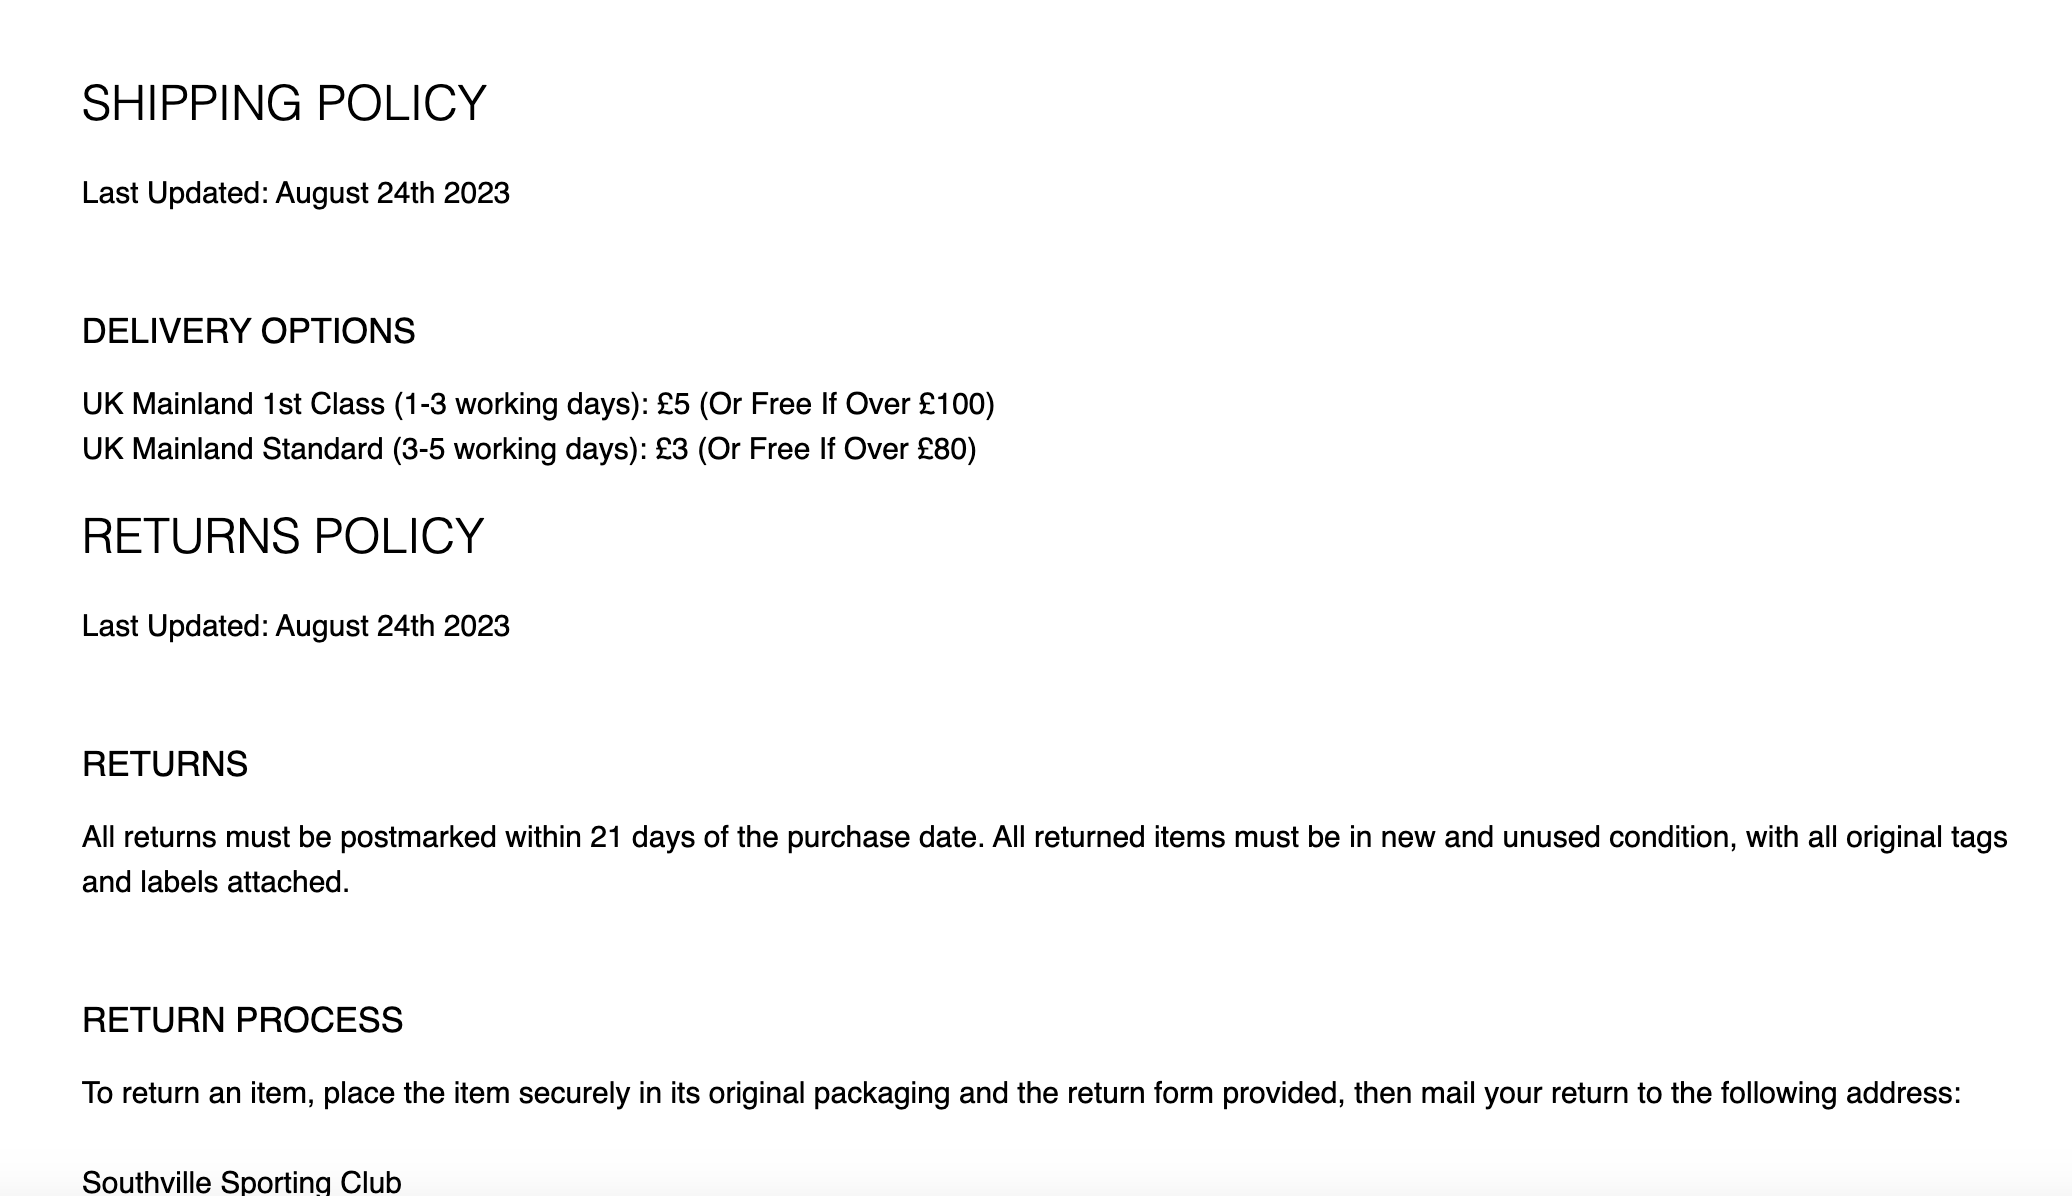 SHIPPING POLICY
Last Updated: August 24th 2023
DELIVERY OPTIONS
UK Mainland 1st Class (1-3 working days): £5 (Or Free If Over £100)
UK Mainland Standard (3-5 working days): £3 (Or Free If Over £80)
RETURNS POLICY
Last Updated: August 24th 2023
RETURNS
All returns must be postmarked within 21 days of the purchase date. All returned items must be in new and unused condition, with all original tags
and labels attached.
RETURN PROCESS
To return an item, place the item securely in its original packaging and the return form provided, then mail your return to the following address:
Southville Sporting Club